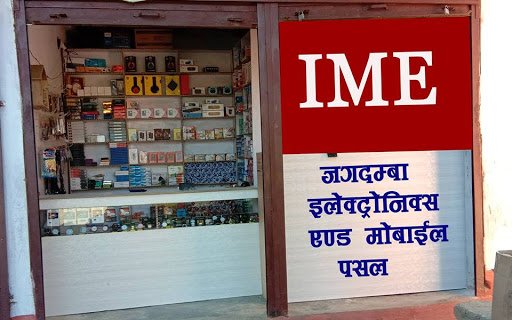 IME
जगदम्बा
इलेक्ट्रोनिक्स
एण्ड मोबाईल
पसल